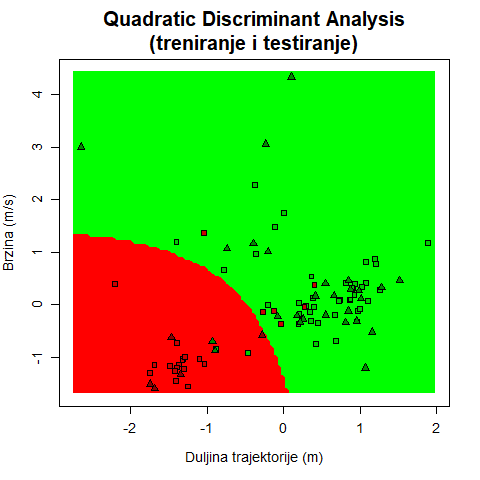 Quadratic Discriminant Analysis
(treniranje i testiranje)
Brzina (m/s)
4
3
2
1
0
-1
-2
-1
0
1
2
Duljina trajektorije (m)